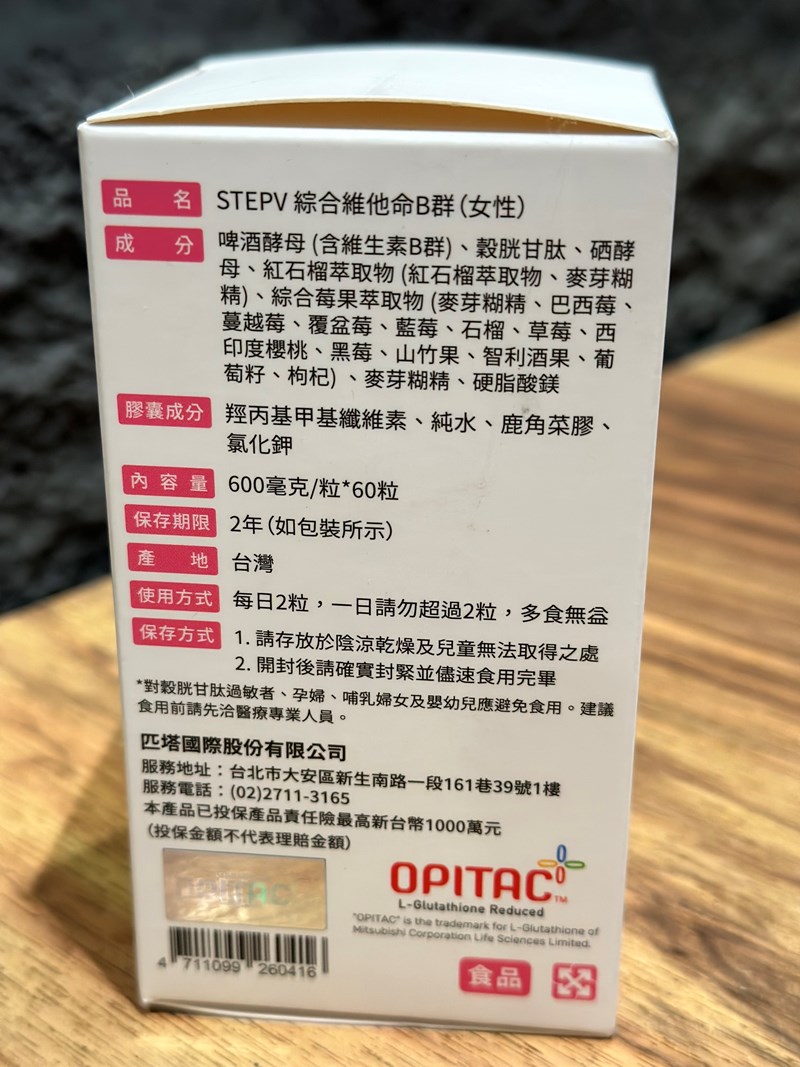 品名 STEPV 綜合維他命B群(女性)
成分 啤酒酵母 (含維生素B群)、穀胱甘肽、硒酵
母、紅石榴萃取物 (紅石榴萃取物、麥芽糊
精)、綜合莓果萃取物 (麥芽糊精、巴西莓、
蔓越莓、覆盆莓、藍莓、石榴、草莓、西
印度櫻桃、黑莓、山竹果、智利酒果、葡
萄籽、枸杞) 、麥芽糊精、硬脂酸鎂
膠囊成分 羥丙基甲基纖維素、純水、鹿角菜膠、
氯化鉀
內容量 600毫克/粒*60粒
保存期限 2年(如包裝所示)
產地 台灣
使用方式 每日2粒，一日請勿超過2粒，多食無益
保存方式 1. 請存放於陰涼乾燥及兒童無法取得之處
2. 開封後請確實封緊並儘速食用完畢
*對穀胱甘肽過敏者、孕婦、哺乳婦女及嬰幼兒應避免食用。建議
食用前請先洽醫療專業人員。
匹塔國際股份有限公司
服務地址：台北市大安區新生南路一段161巷39號1樓
服務電話：(02)2711-3165
本產品已投保產品責任險最高新台幣1000萬元
(投保金額不代表理賠金額)
OPITAC TM
L-Glutathione Reduced
"OPITAC" is the trademark for L-Glutathione of
Mitsubishi Corporation Life Sciences Limited.
4 711099 260416
食品